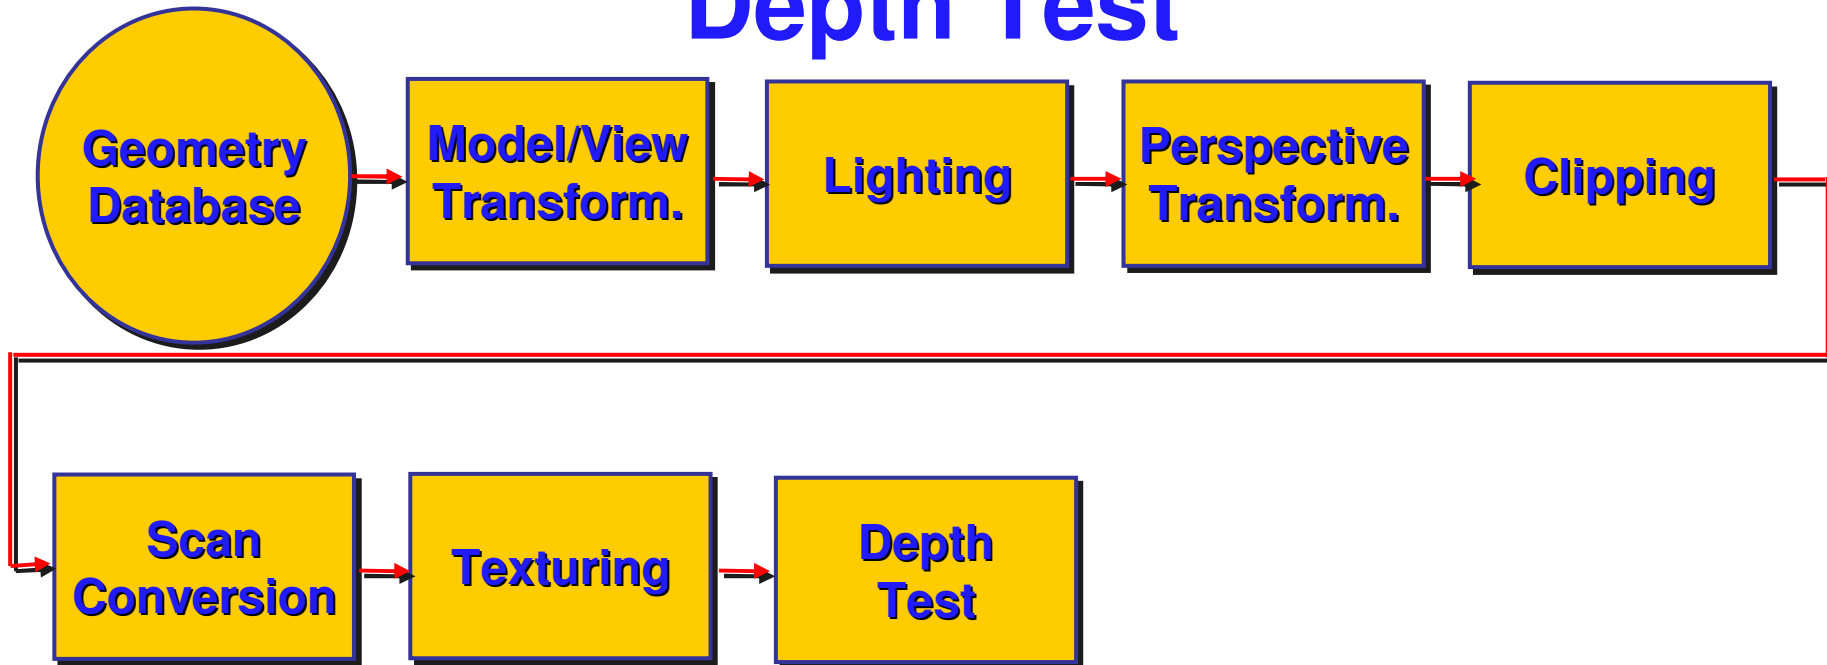 Depth Test
Geometry
Database
Model/View
Transform.
Lighting
Perspective
Transform.
Clipping
Scan
Conversion
Texturing
Depth
Test